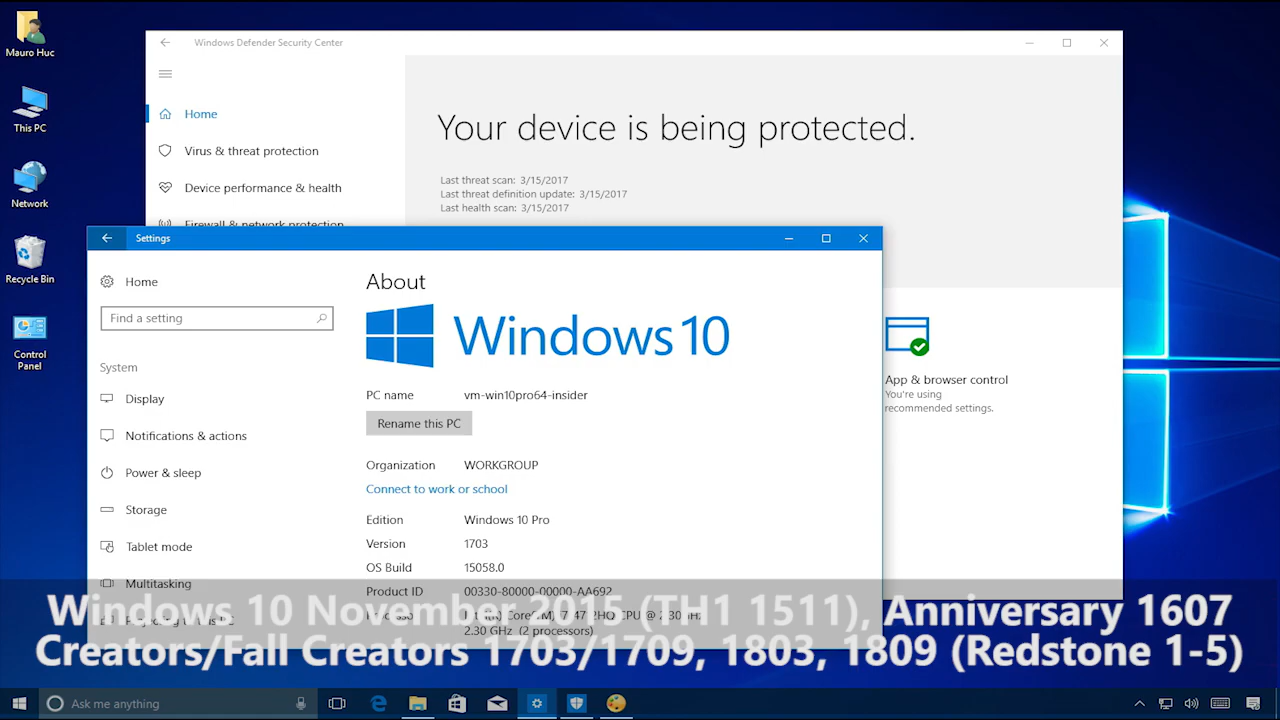 Mauro Huc
This PC
Network
Recycle Bin
Control
Panel
Windows Defender Security Center
Home
Virus & threat protection
Device performance & health
Firewall & network protection
Your device is being protected.
Last threat scan: 3/15/2017
Last threat definition update: 3/15/2017
Last health scan: 3/15/2017
App & browser control
You're using
recommended settings.
Settings
Home
Find a setting
System
Display
Notifications & actions
Power & sleep
Storage
Tablet mode
Multitasking
About
Windows 10
PC name vm-win10pro64-insider
Rename this PC
Organization WORKGROUP
Connect to work or school
Edition Windows 10 Pro
Version 1703
OS Build 15058.0
Product ID 00330-80000-00000-AA692
2.30 GHz (2 processors)
Windows 10 November 2015 (TH1 1511), Anniversary 1607
Creators/Fall Creators 1703/1709, 1803, 1809 (Redstone 1-5)
Ask me anything